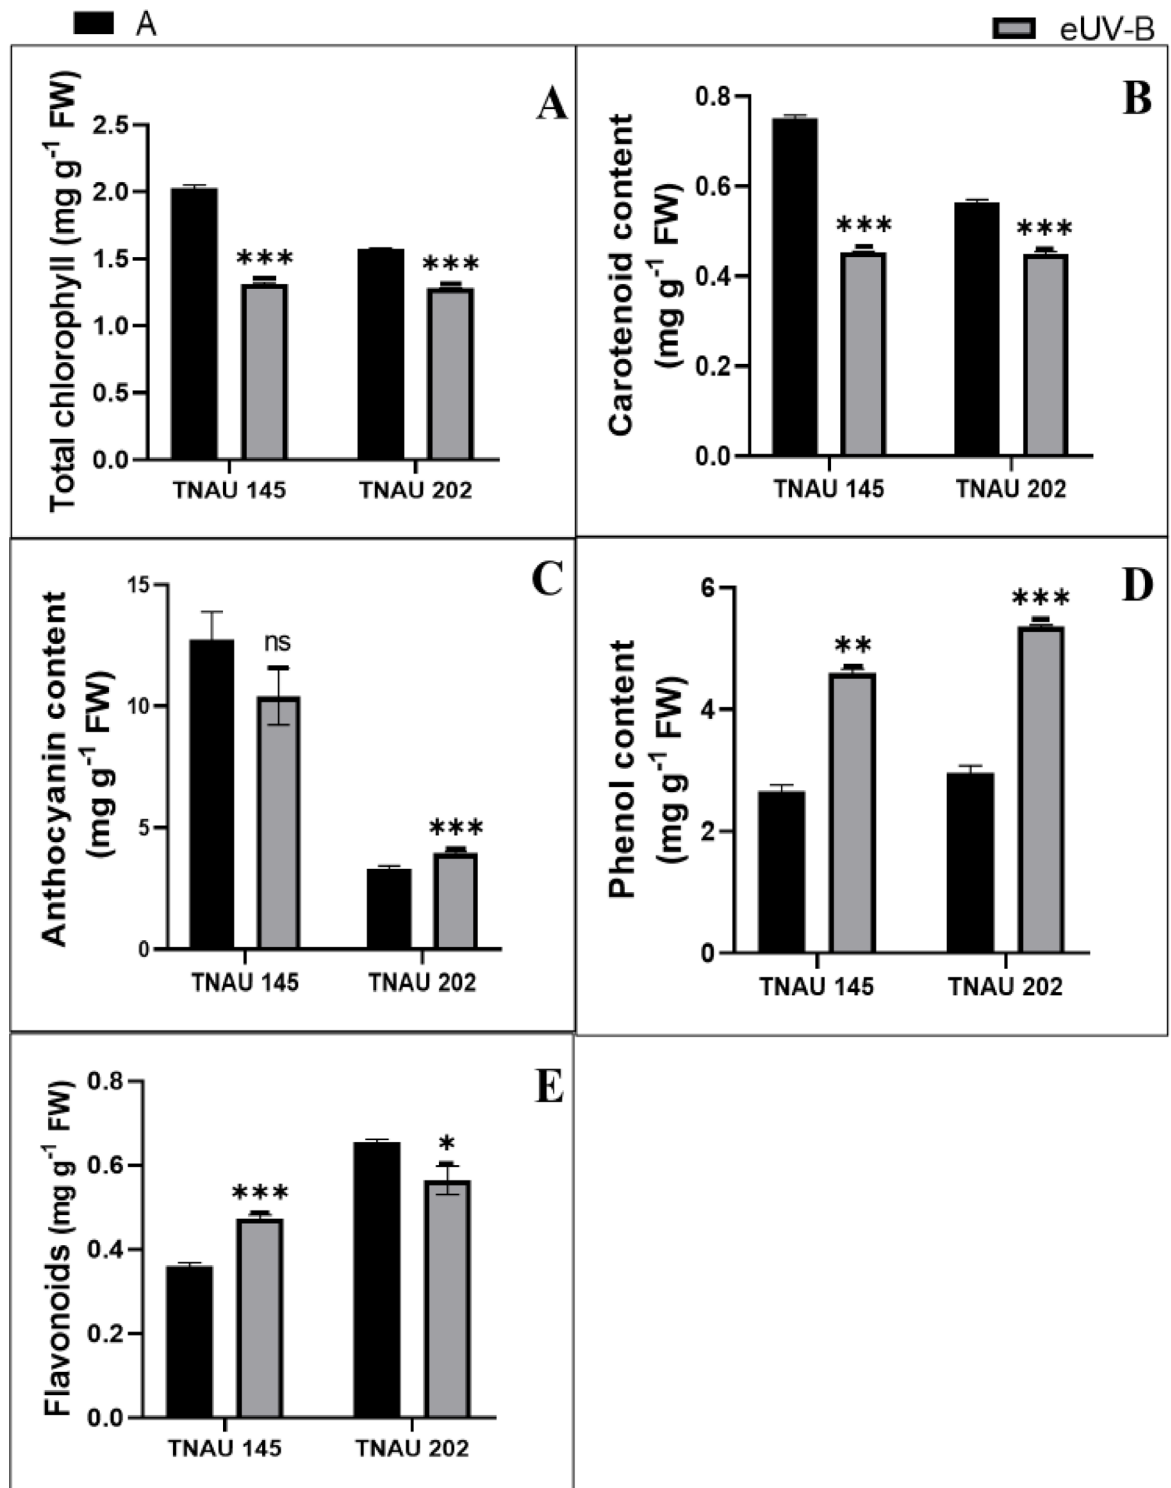 A
eUV-B
A
Total chlorophyll (mg g-1 FW)
2.5
2.0
1.5
1.0
0.5
0.0
***
***
TNAU 145
TNAU 202
B
Carotenoid content
(mg g-1 FW)
0.8
0.6
0.4
0.2
0.0
***
***
TNAU 145
TNAU 202
C
Anthocyanin content
(mg g-1 FW)
15
10
5
0
ns
***
TNAU 145
TNAU 202
D
Phenol content
(mg g-1 FW)
6
4
2
0
**
***
TNAU 145
TNAU 202
E
Flavonoids (mg g-1 FW)
0.8
0.6
0.4
0.2
0.0
***
*
TNAU 145
TNAU 202